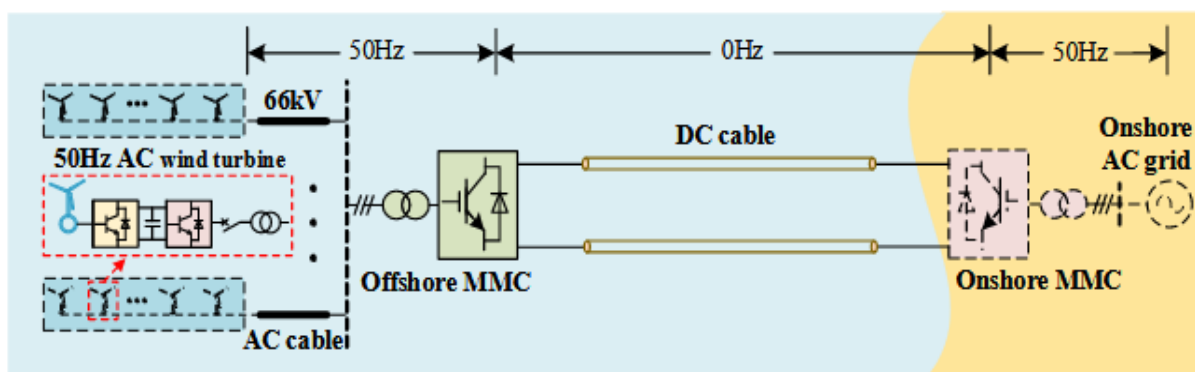 50Hz
0Hz
50Hz
66kV
50Hz AC wind turbine
DC cable
Onshore
AC grid
Offshore MMC
Onshore MMC
AC cable